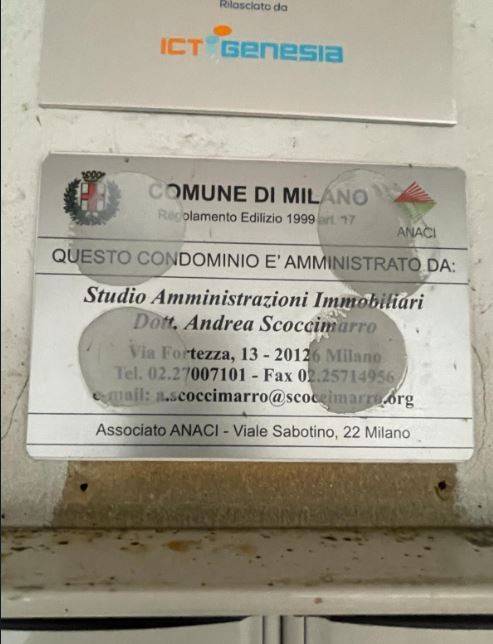 Rilasciato da
ICT Genesia
COMUNE DI MILANO
Regolamento Edilizio 1999 art. 17
ANACI
QUESTO CONDOMINIO E' AMMINISTRATO DA:
Studio Amministrazioni Immobiliari
Dott. Andrea Scoccimarro
Via Fortezza, 13 - 20126 Milano
Tel. 02.27007101 - Fax 02.25714956
e-mail: a.scoccimarro@scoccimarro.org
Associato ANACI - Viale Sabotino, 22 Milano